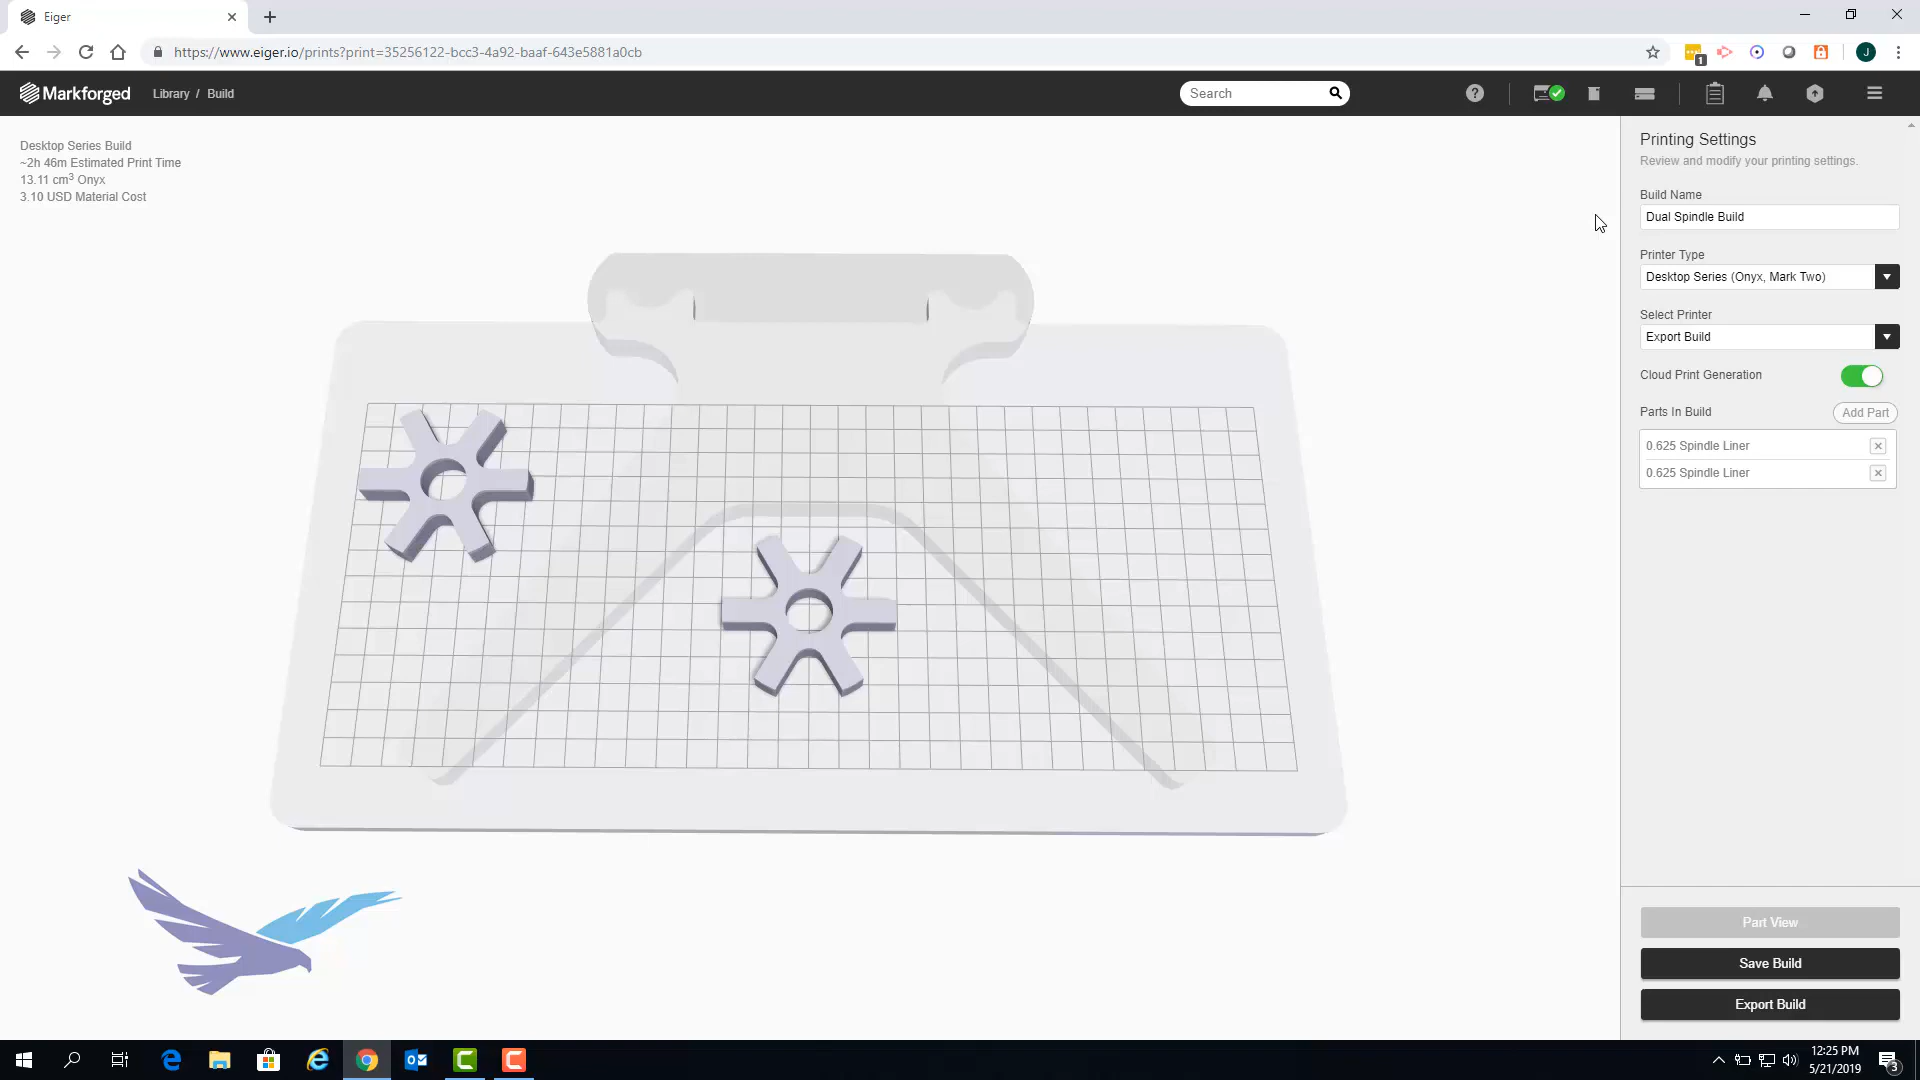 Eiger
https://www.eiger.io/prints?print=35256122-bcc3-4a92-baaf-643e5881a0cb
1
J
Markforged
Library / Build
Search
?
Desktop Series Build
~2h 46m Estimated Print Time
13.11 cm³ Onyx
3.10 USD Material Cost
Printing Settings
Review and modify your printing settings.
Build Name
Dual Spindle Build
Printer Type
Desktop Series (Onyx, Mark Two)
Select Printer
Export Build
Cloud Print Generation
Parts In Build
Add Part
0.625 Spindle Liner
0.625 Spindle Liner
Part View
Save Build
Export Build
12:25 PM
5/21/2019
3